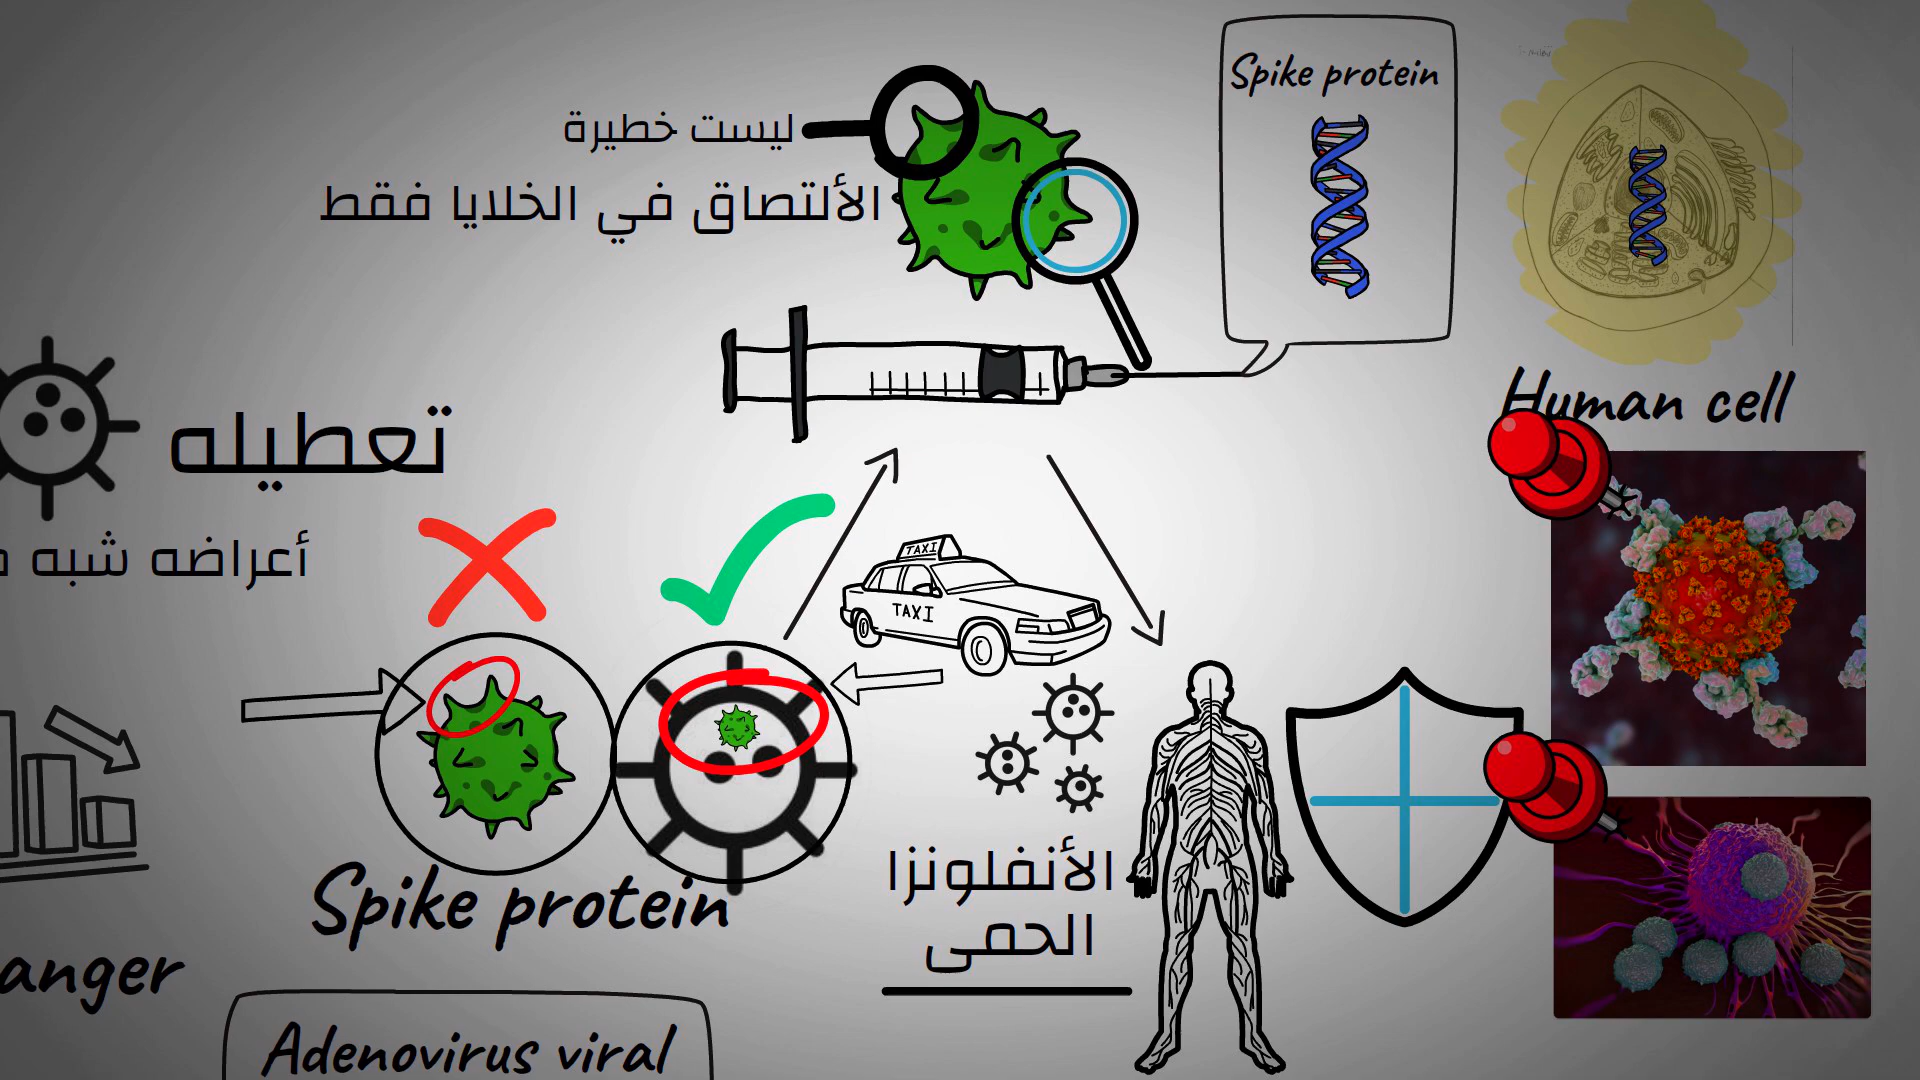 Spike protein
ليست خطيرة
الألتصاق في الخلايا فقط
Human cell
تعطيله
أعراضه شبه
TAXI
TAXI
Spike protein
الأنفلونزا
الحمى
anger
Adenovirus viral